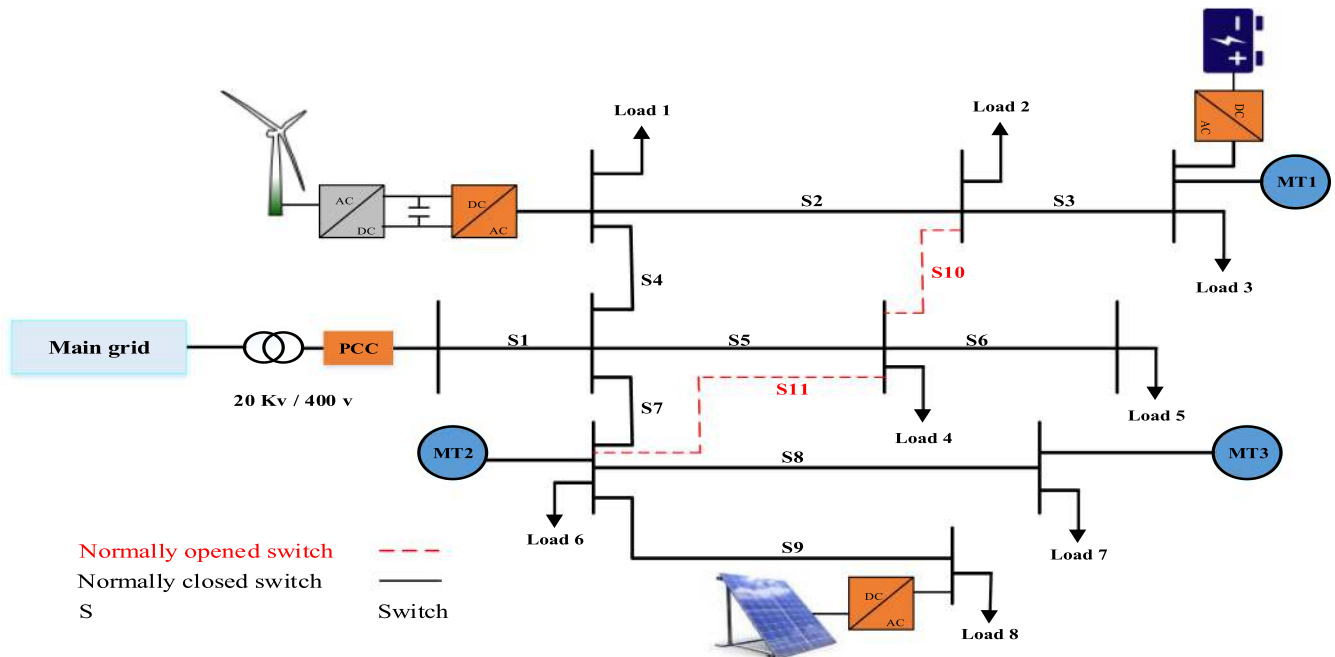 Load 1
Load 2
DC
AC
MT1
AC
DC
DC
AC
S2
S3
S4
S10
Load 3
Main grid
PCC
S1
S5
S6
20 Kv / 400 v
S7
S11
Load 4
Load 5
MT2
S8
MT3
Load 6
Load 7
S9
Normally opened switch
Normally closed switch
S Switch
DC
AC
Load 8